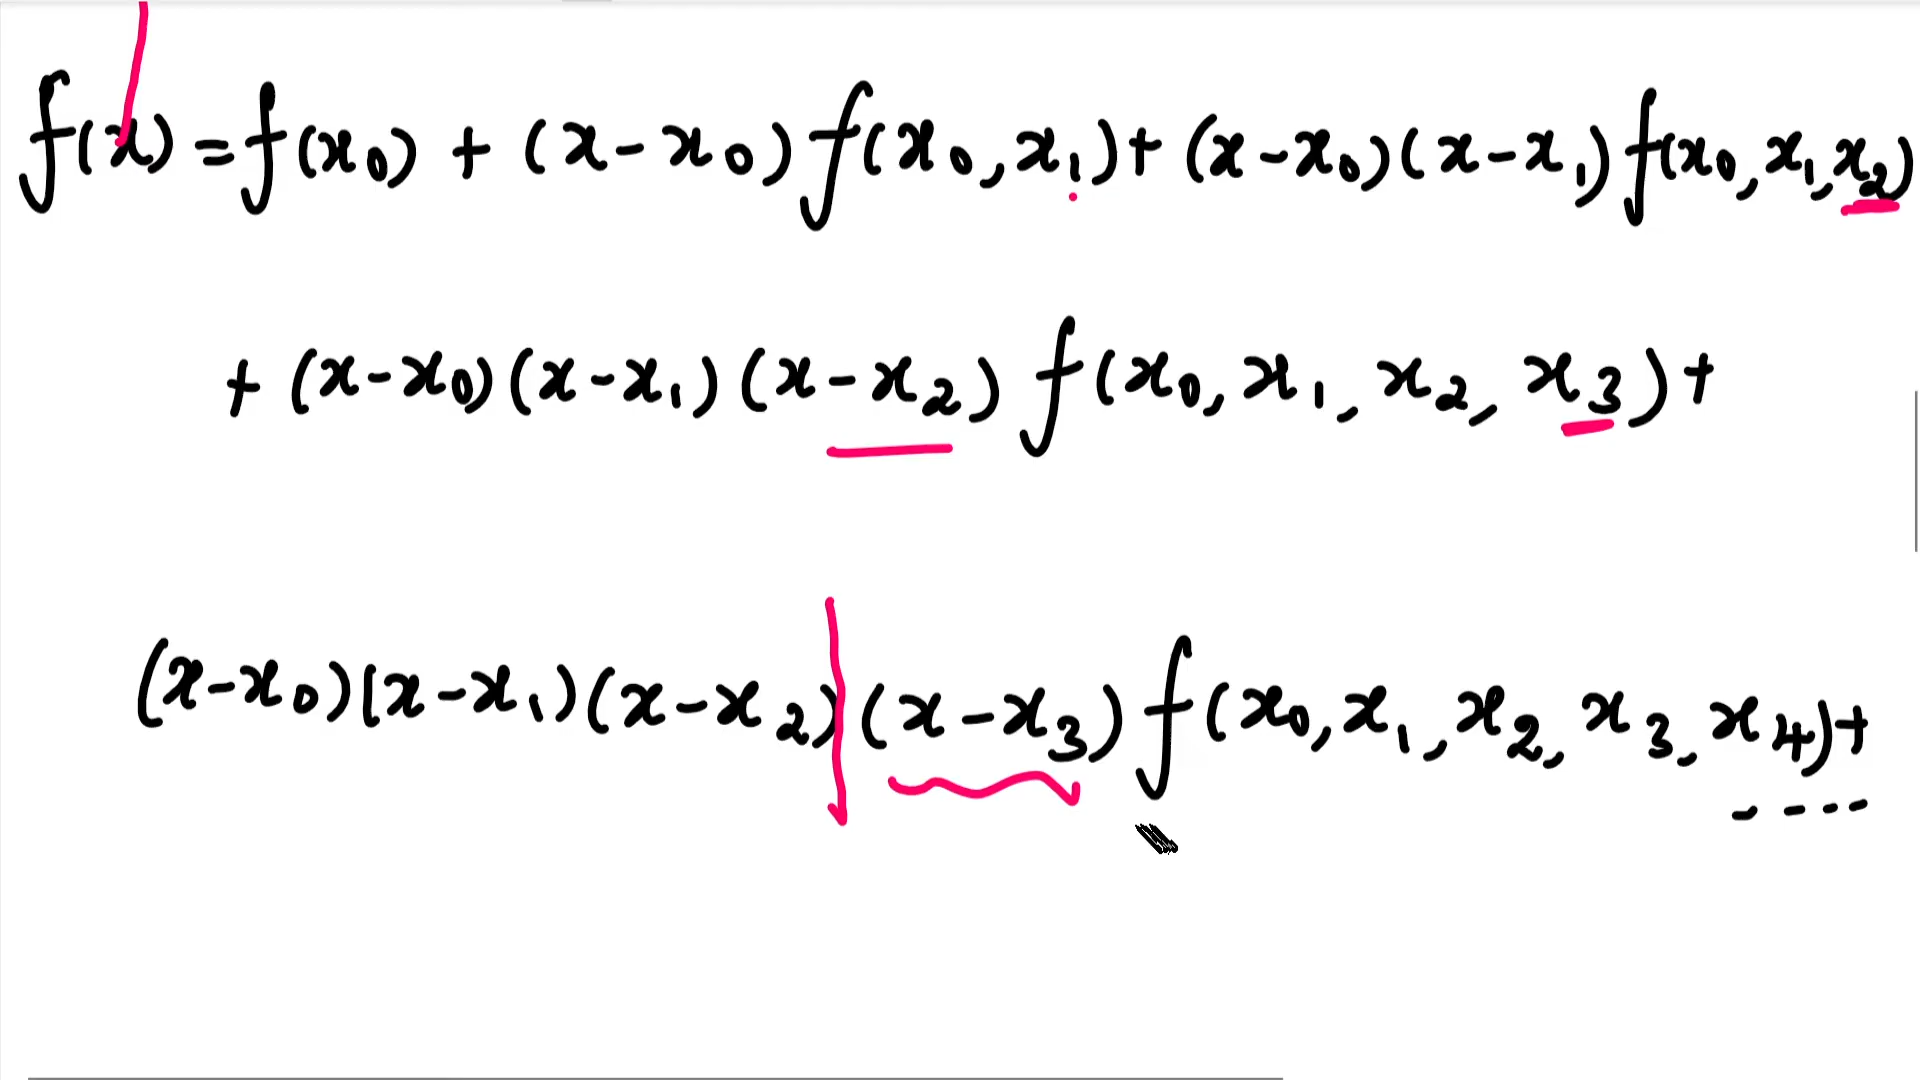 f(x) = f(x₀) + (x-x₀) f(x₀,x₁)+ (x-x₀)(x-x₁) f(x₀,x₁,x₂)
+ (x-x₀)(x-x₁)(x-x₂) f(x₀, x₁, x₂, x₃)+
(x-x₀)(x-x₁)(x-x₂)(x-x₃) f(x₀,x₁,x₂,x₃,x₄)+
----